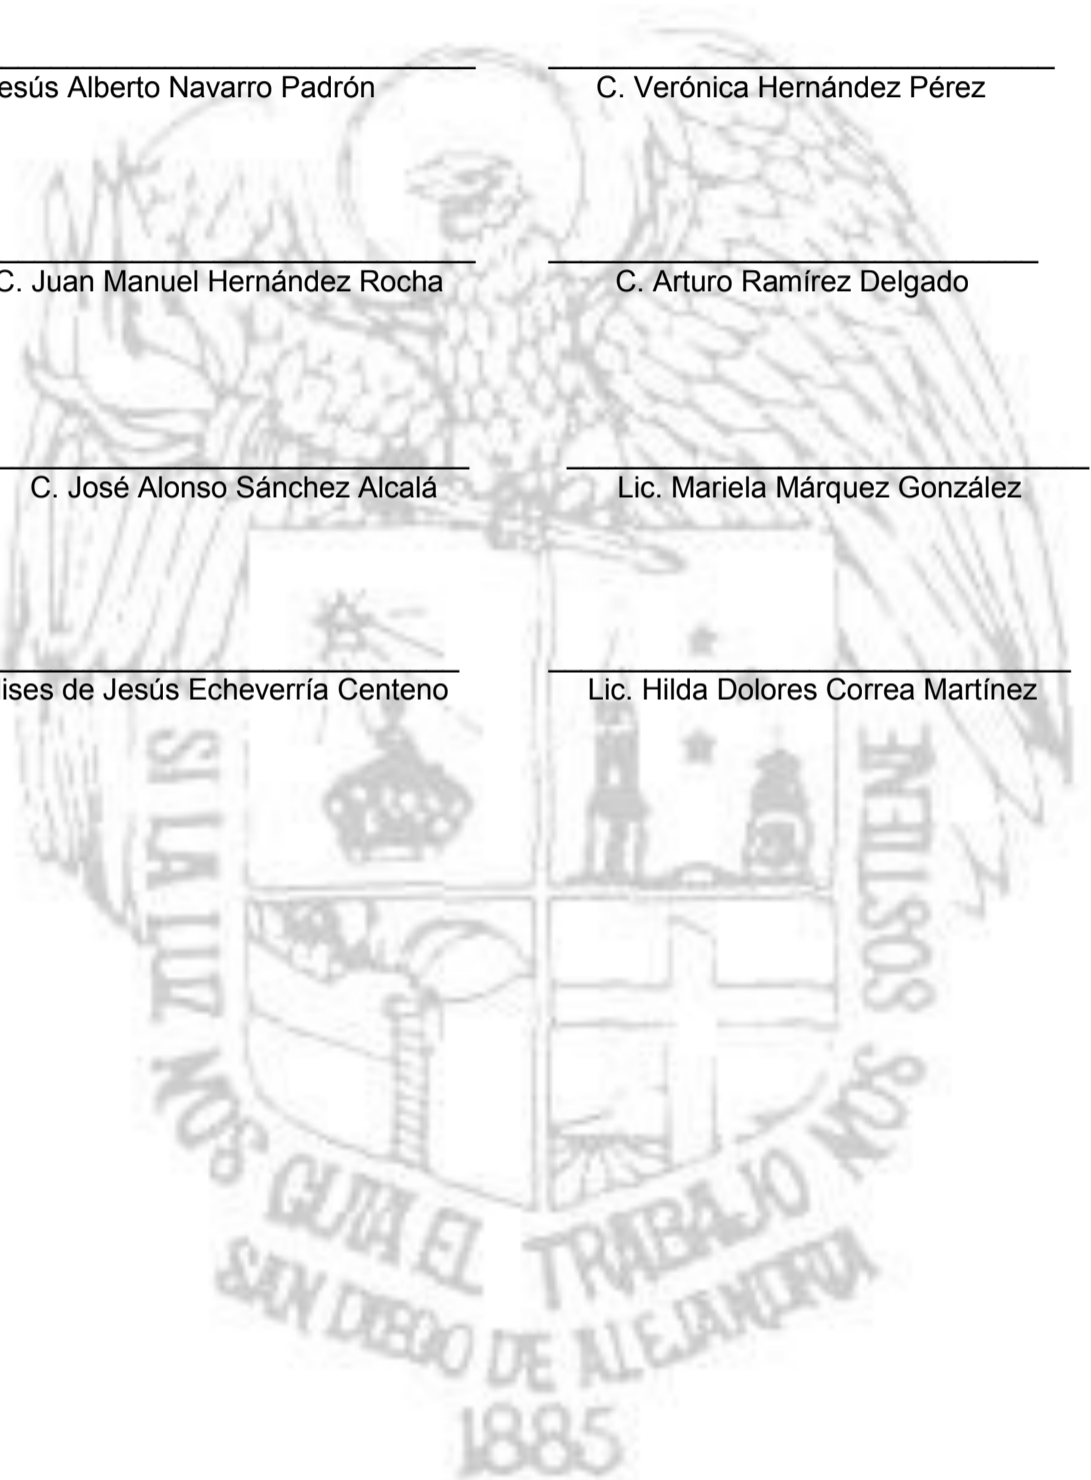 esús Alberto Navarro Padrón C. Verónica Hernández Pérez
C. Juan Manuel Hernández Rocha C. Arturo Ramírez Delgado
C. José Alonso Sánchez Alcalá Lic. Mariela Márquez González
ises de Jesús Echeverría Centeno Lic. Hilda Dolores Correa Martínez
SI LA LUZ NOS GUIA EL TRABAJO NOS SOSTIENE
SAN DIEGO DE ALEJANDRIA
1885